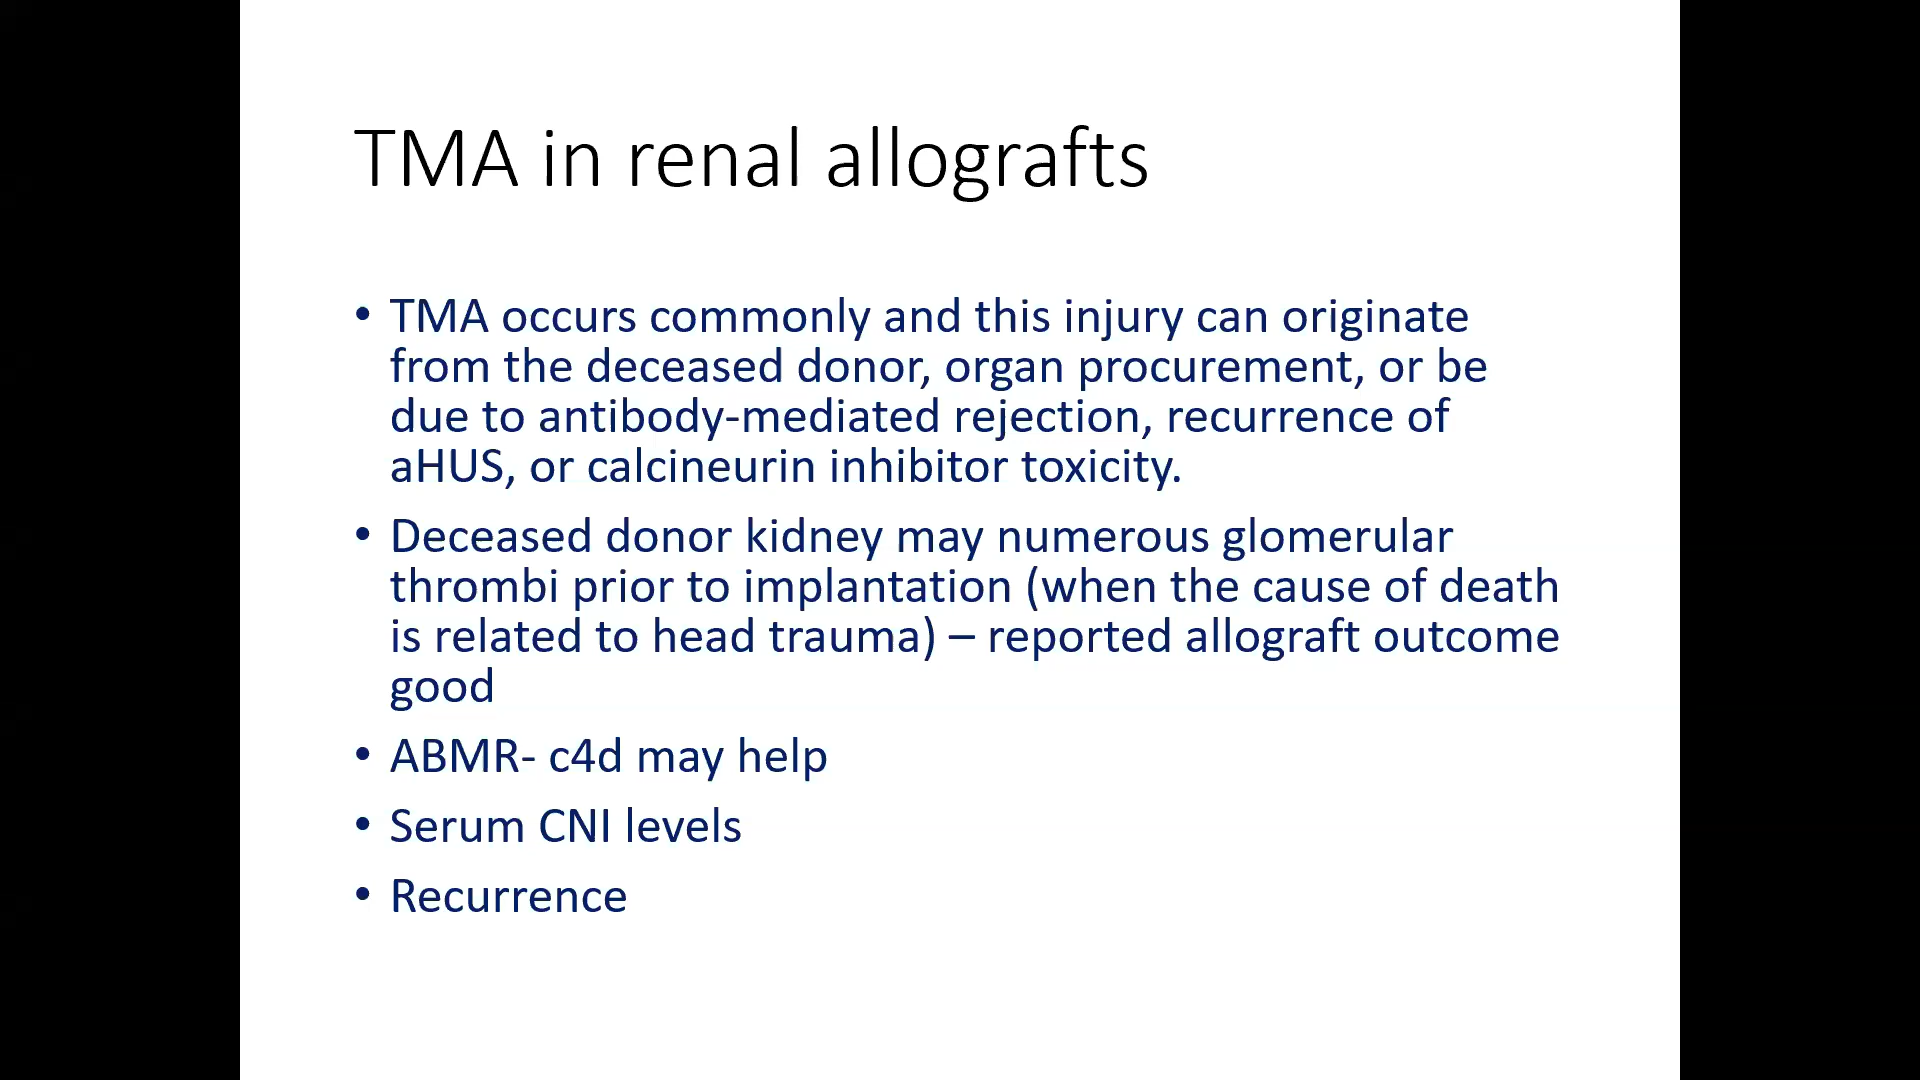 TMA in renal allografts
• TMA occurs commonly and this injury can originate
from the deceased donor, organ procurement, or be
due to antibody-mediated rejection, recurrence of
aHUS, or calcineurin inhibitor toxicity.
• Deceased donor kidney may numerous glomerular
thrombi prior to implantation (when the cause of death
is related to head trauma) – reported allograft outcome
good
• ABMR- c4d may help
• Serum CNI levels
• Recurrence